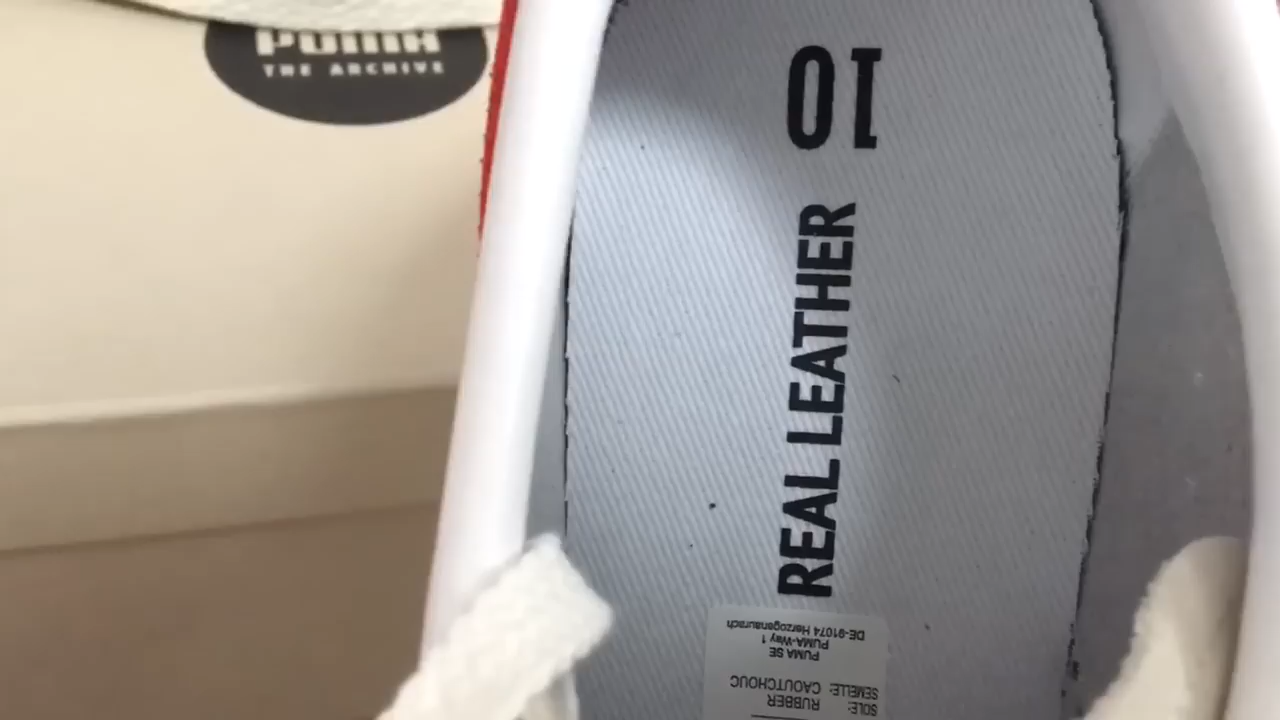 PUMA
THE ARCHIVE
10
REAL LEATHER
SOLE: RUBBER
SEMELLE: CAOUTCHOUC
PUMA SE
PUMA-Way 1
DE-91074 Herzogenaurach